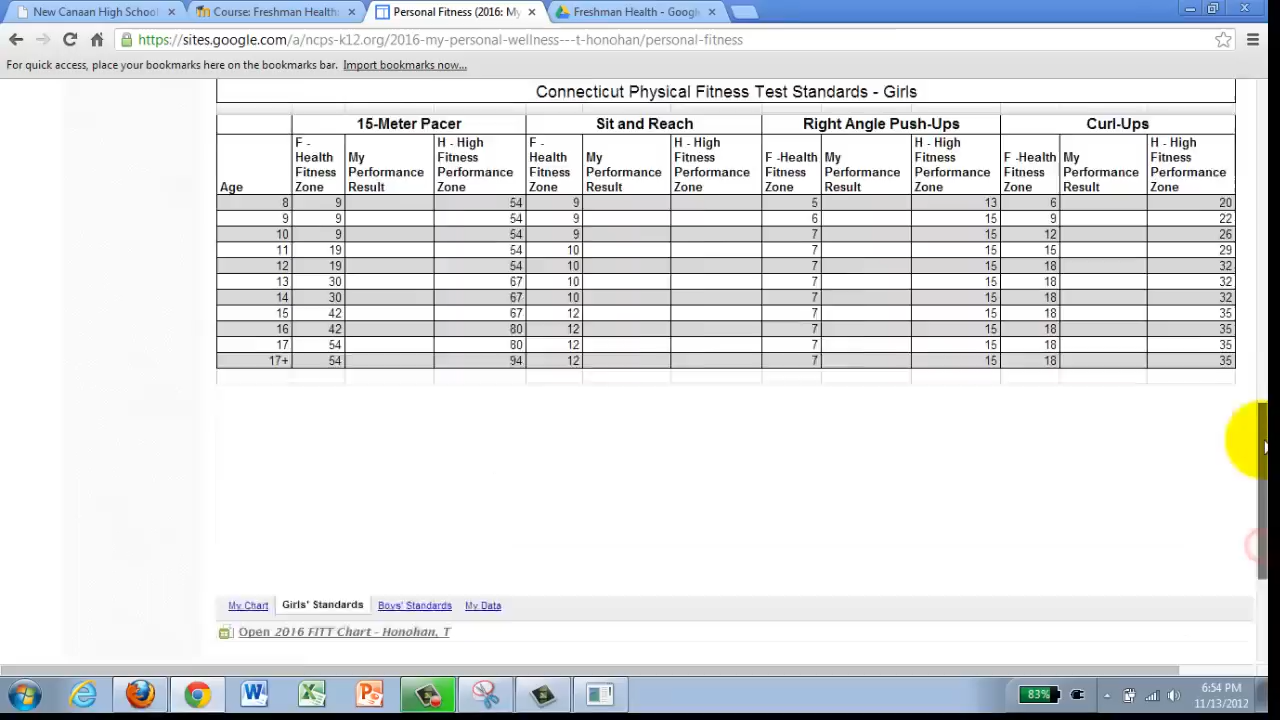 New Canaan High School
Course: Freshman Health
Personal Fitness (2016: My
Freshman Health - Goog
https://sites.google.com/a/ncps-k12.org/2016-my-personal-wellness---t-honohan/personal-fitness
For quick access, place your bookmarks here on the bookmarks bar. Import bookmarks now...
Connecticut Physical Fitness Test Standards - Girls
15-Meter Pacer Sit and Reach Right Angle Push-Ups Curl-Ups
Age F - Health Fitness Zone My Performance Result H - High Fitness Performance Zone F - Health Fitness Zone My Performance Result H - High Fitness Performance Zone F -Health Fitness Zone My Performance Result H - High Fitness Performance Zone F -Health Fitness Zone My Performance Result H - High Fitness Performance Zone
8 9 54 9 5 13 6 20
9 9 54 9 6 15 9 22
10 9 54 9 7 15 12 26
11 19 54 10 7 15 15 29
12 19 54 10 7 15 18 32
13 30 67 10 7 15 18 32
14 30 67 10 7 15 18 32
15 42 67 12 7 15 18 35
16 42 80 12 7 15 18 35
17 54 80 12 7 15 18 35
17+ 54 94 12 7 15 18 35
My Chart Girls' Standards Boys' Standards My Data
Open 2016 FITT Chart - Honohan, T
83%
6:54 PM
11/13/2012